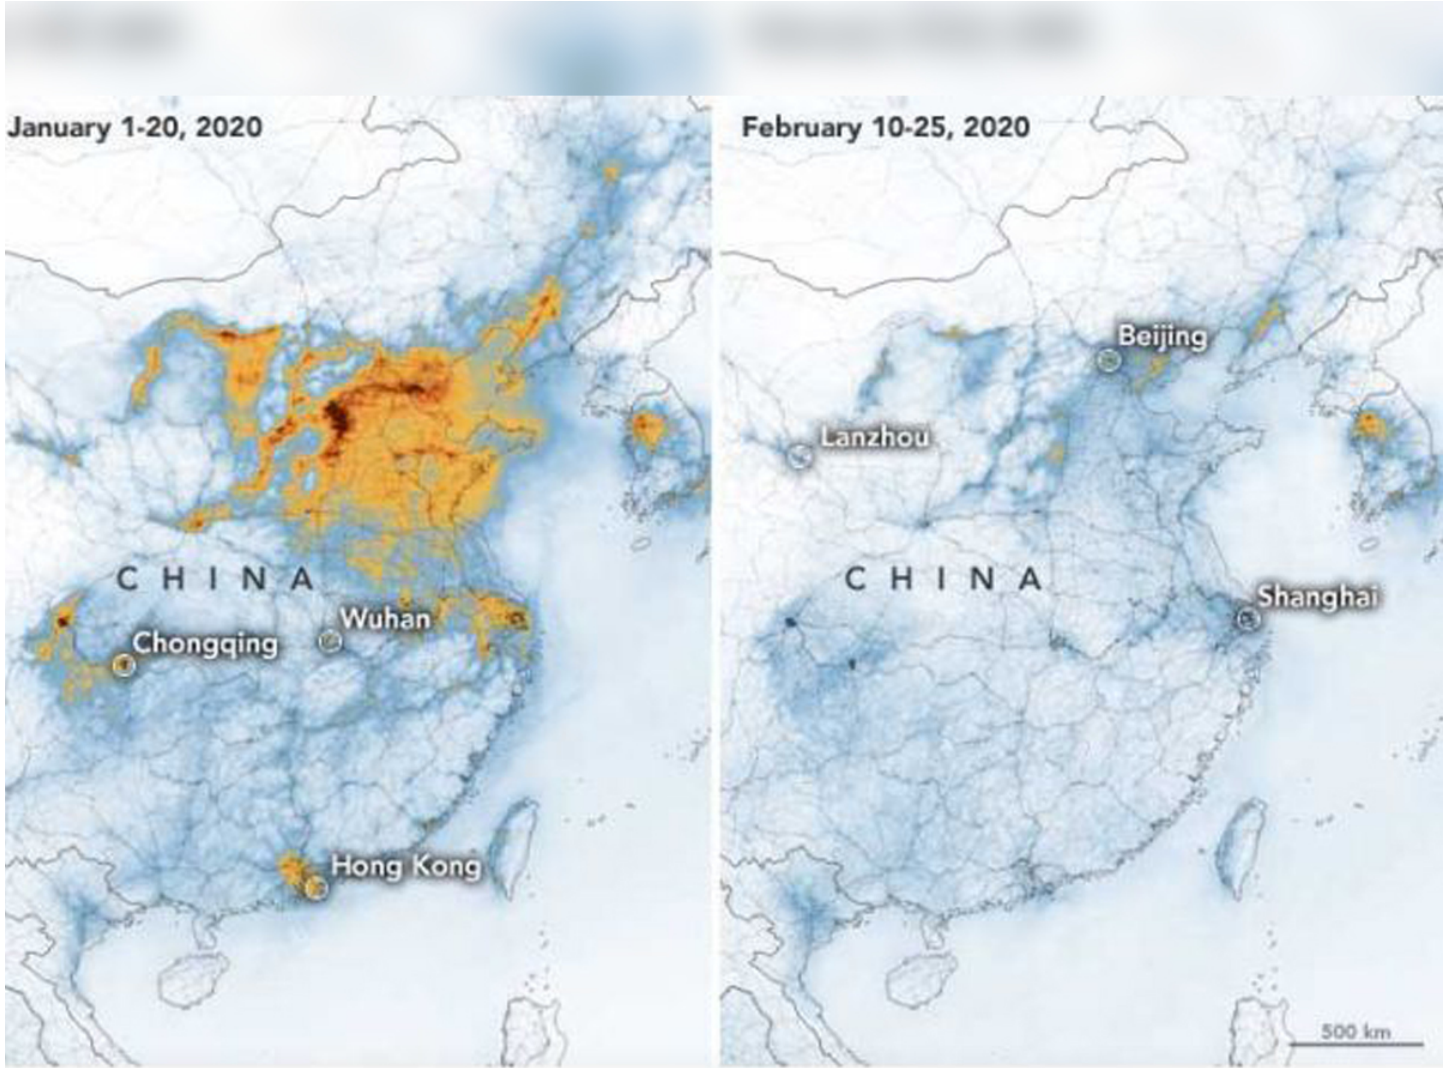 January 1-20, 2020
CHINA
Wuhan
Chongqing
Hong Kong
February 10-25, 2020
Beijing
Lanzhou
CHINA
Shanghai
500 km